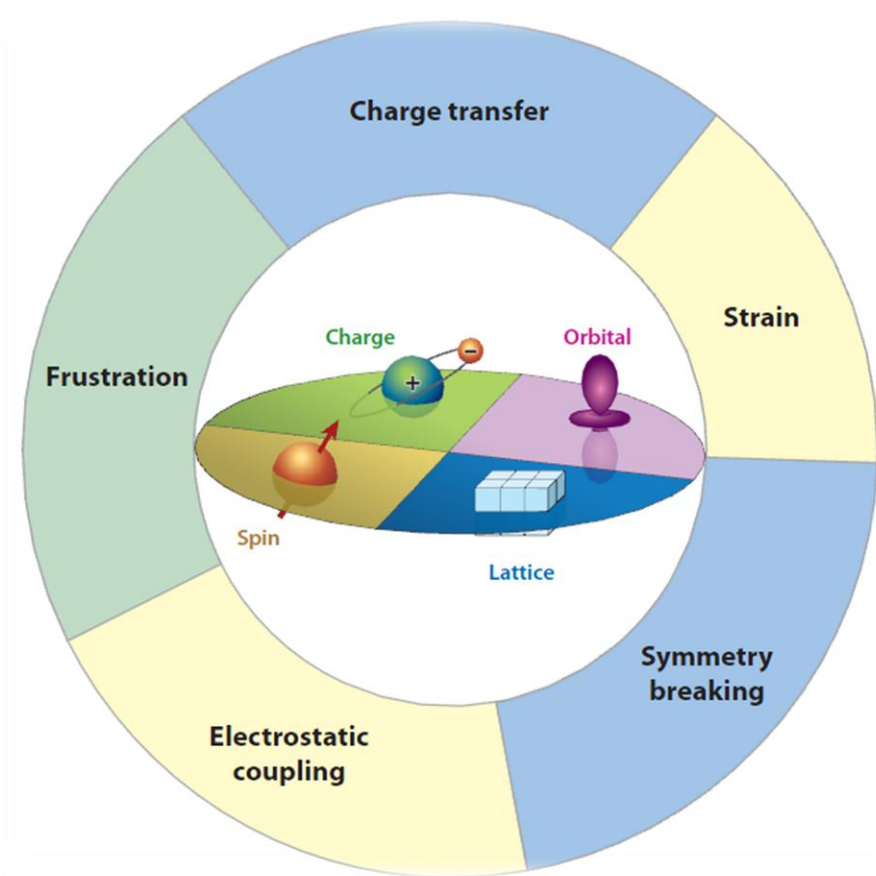 Charge transfer
Strain
Frustration
Charge
Orbital
+
−
Spin
Lattice
Symmetry
breaking
Electrostatic
coupling